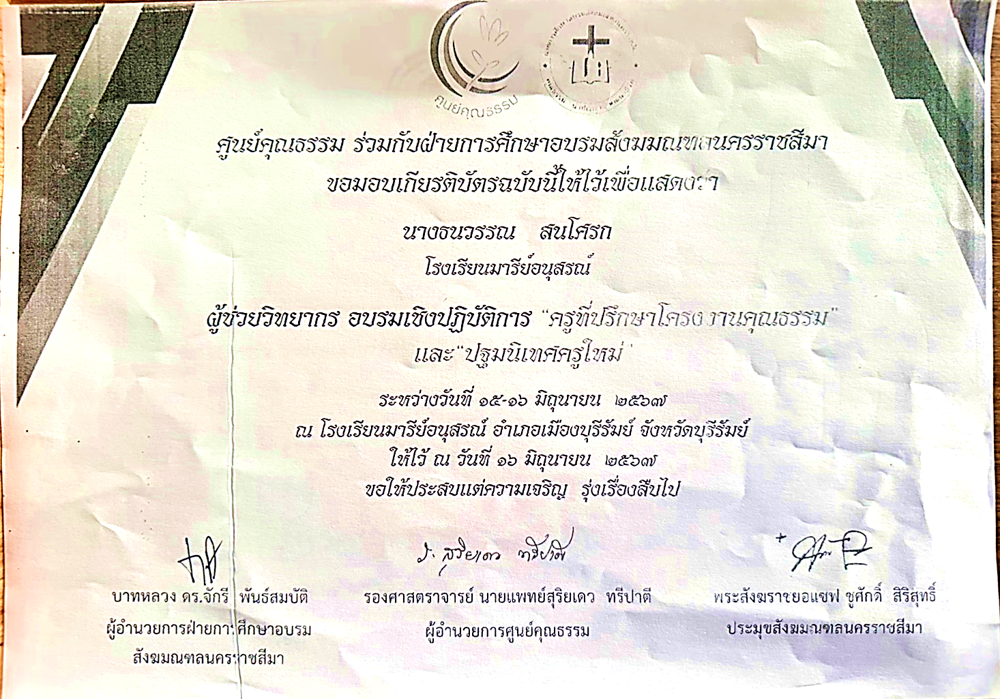 ศูนย์คุณธรรม
ศูนย์คุณธรรม ร่วมกับฝ่ายการศึกษาอบรมสังฆมณฑลนครราชสีมา
ขอมอบเกียรติบัตรฉบับนี้ให้ไว้เพื่อแสดงว่า
นางธนวรรณ สนโศรก
โรงเรียนมารีย์อนุสรณ์
ผู้ช่วยวิทยากร อบรมเชิงปฏิบัติการ “ครูที่ปรึกษาโครงงานคุณธรรม”
และ“ปฐมนิเทศครูใหม่”
ระหว่างวันที่ ๑๕-๑๖ มิถุนายน ๒๕๖๗
ณ โรงเรียนมารีย์อนุสรณ์ อำเภอเมืองบุรีรัมย์ จังหวัดบุรีรัมย์
ให้ไว้ ณ วันที่ ๑๖ มิถุนายน ๒๕๖๗
ขอให้ประสบแต่ความเจริญ รุ่งเรื่องสืบไป
ร. สุริยเดว ทรีปาตี
บาทหลวง ดร.จักรี พันธ์สมบัติ
ผู้อำนวยการฝ่ายการศึกษาอบรม
สังฆมณฑลนครราชสีมา
รองศาสตราจารย์ นายแพทย์สุริยเดว ทรีปาตี
ผู้อำนวยการศูนย์คุณธรรม
พระสังฆราชยอแซฟ ชูศักดิ์ สิริสุทธิ์
ประมุขสังฆมณฑลนครราชสีมา